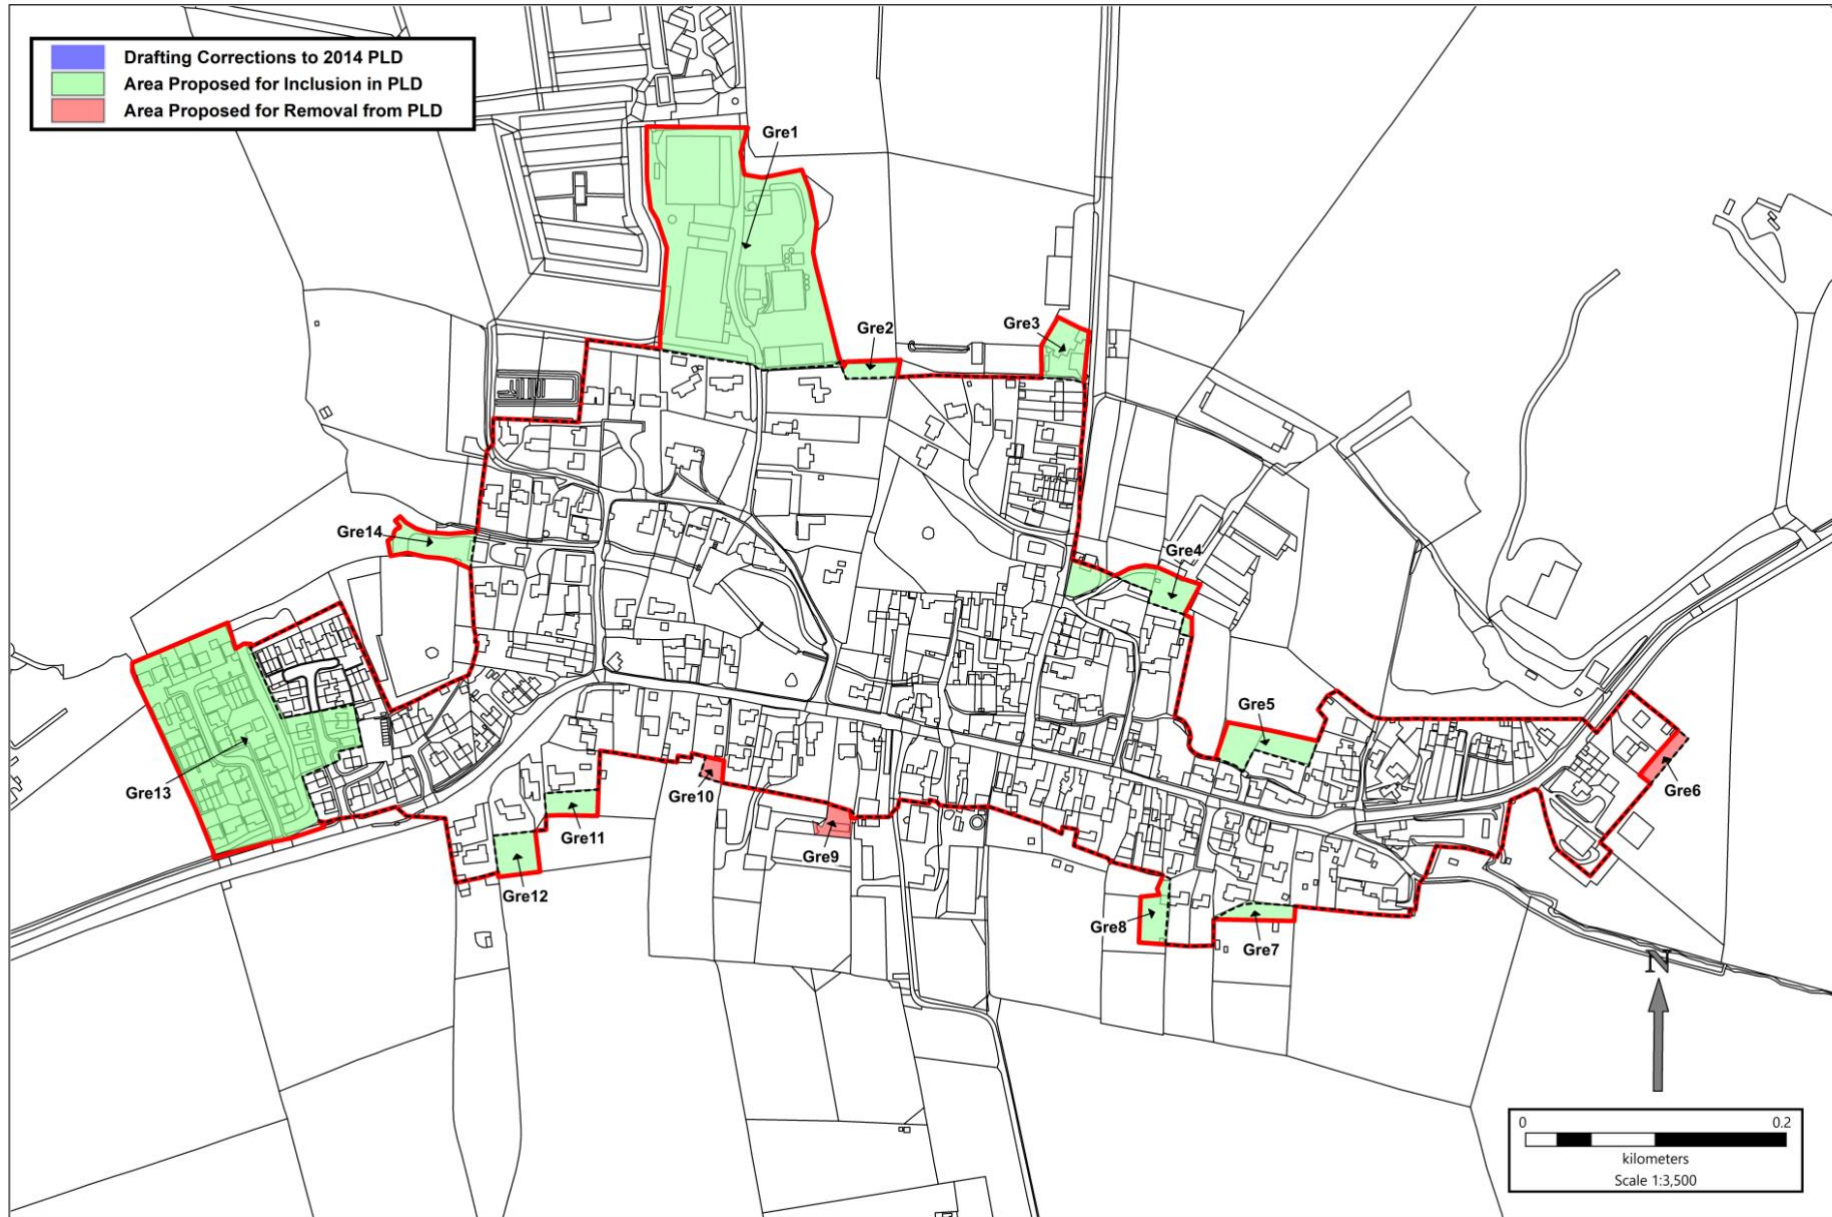 Drafting Corrections to 2014 PLD
Area Proposed for Inclusion in PLD
Area Proposed for Removal from PLD
Gre1
Gre2
Gre3
Gre14
Gre4
Gre5
Gre13
Gre10
Gre6
Gre11
Gre9
Gre12
Gre8
Gre7
N
0 0.2
kilometers
Scale 1:3,500